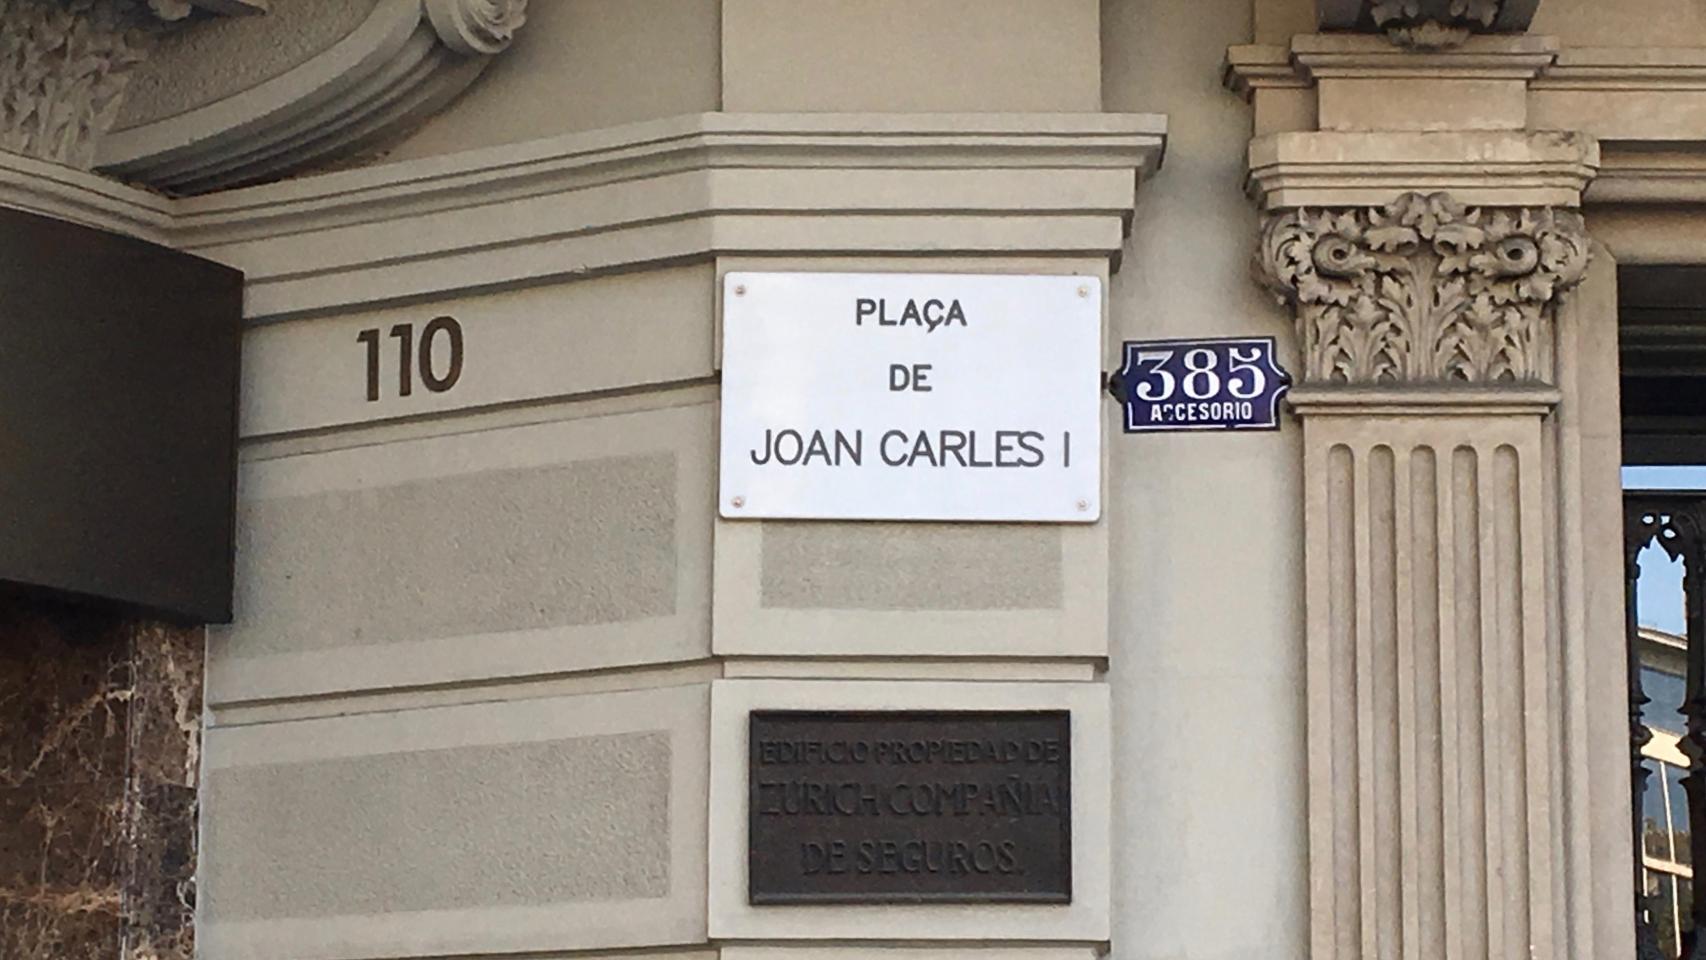 110
PLAÇA
DE
JOAN CARLES I
385
ACCESORIO
EDIFICIO PROPIEDAD DE
ZURICH COMPAÑIA
DE SEGUROS.